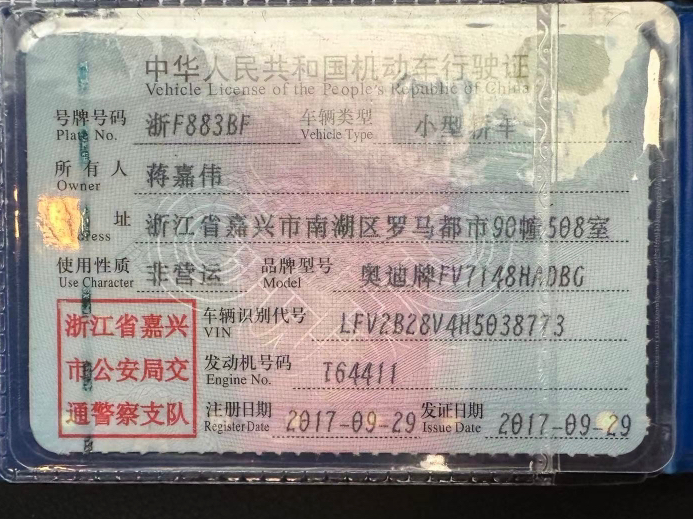 中华人民共和国机动车行驶证
Vehicle License of the People's Republic of China
号牌号码 浙F883BF 车辆类型 小型轿车
Plate No. Vehicle Type
所有人 蒋嘉伟
Owner
址 浙江省嘉兴市南湖区罗马都市90幢508室
ress
使用性质 非营运 品牌型号 奥迪牌FV7148HADBG
Use Character Model
浙江省嘉兴 车辆识别代号 LFV2B28V4H5038773
VIN
市公安局交 发动机号码 T64411
Engine No.
通警察支队 注册日期 2017-09-29 发证日期 2017-09-29
Register Date Issue Date